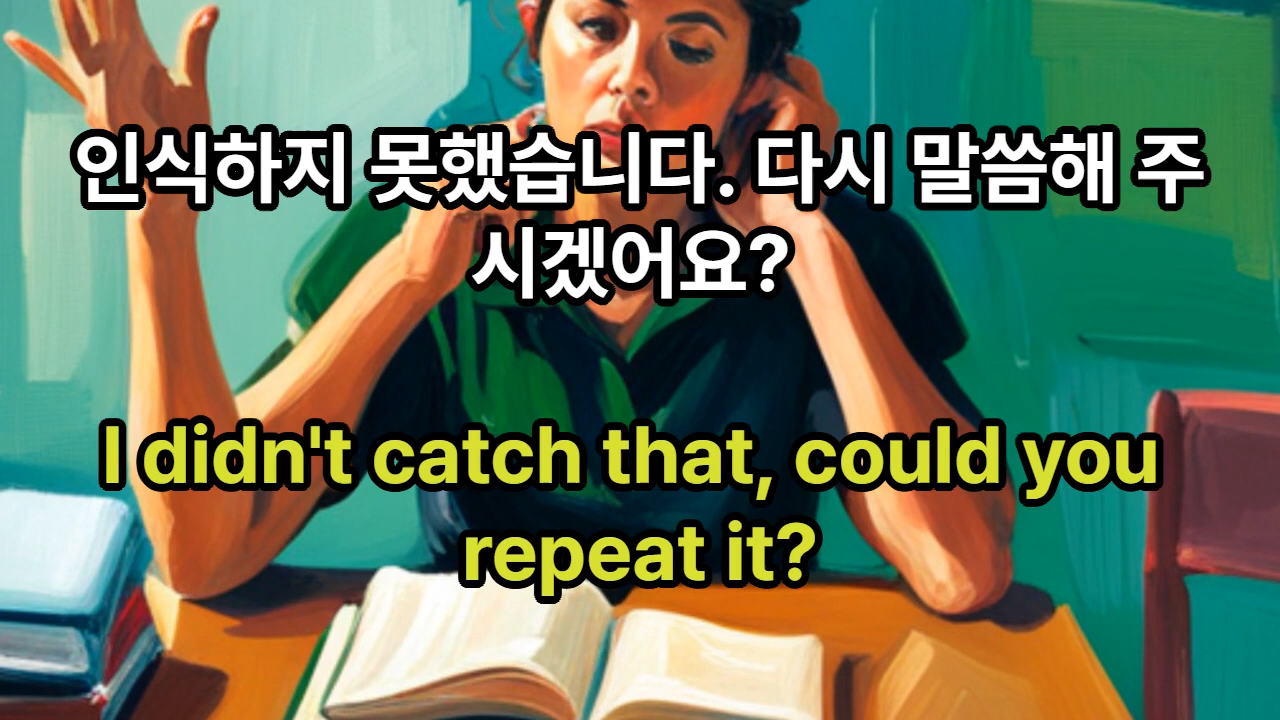 인식하지 못했습니다. 다시 말씀해 주
시겠어요?
I didn't catch that, could you
repeat it?